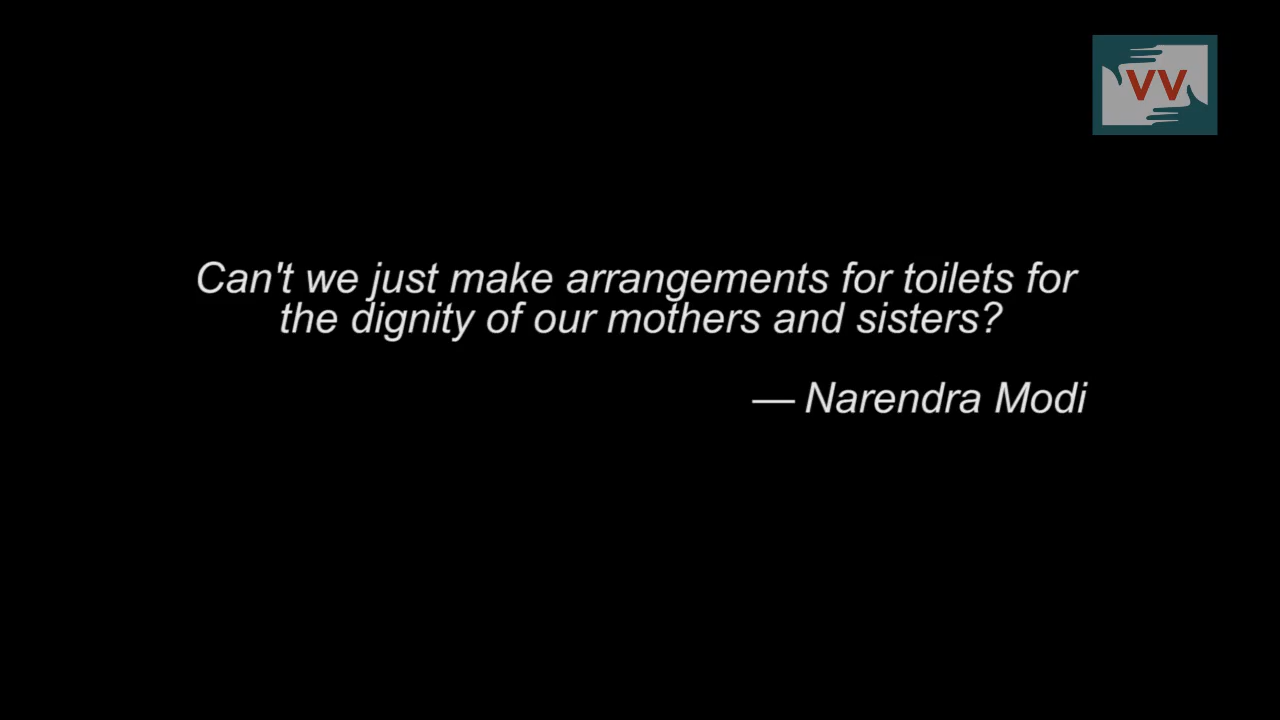 VV
Can't we just make arrangements for toilets for
the dignity of our mothers and sisters?
— Narendra Modi